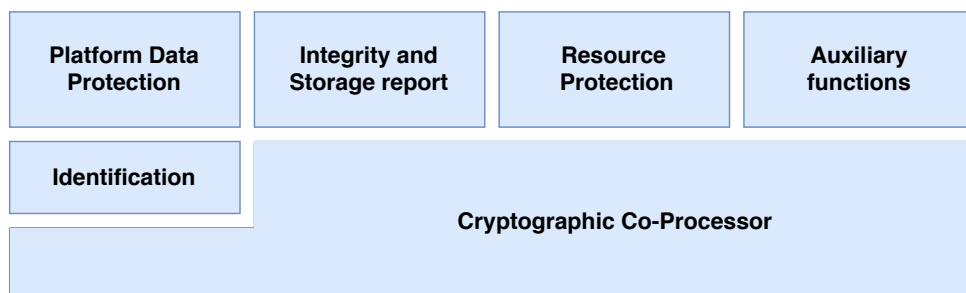 Platform Data
Protection
Integrity and
Storage report
Resource
Protection
Auxiliary
functions
Identification
Cryptographic Co-Processor